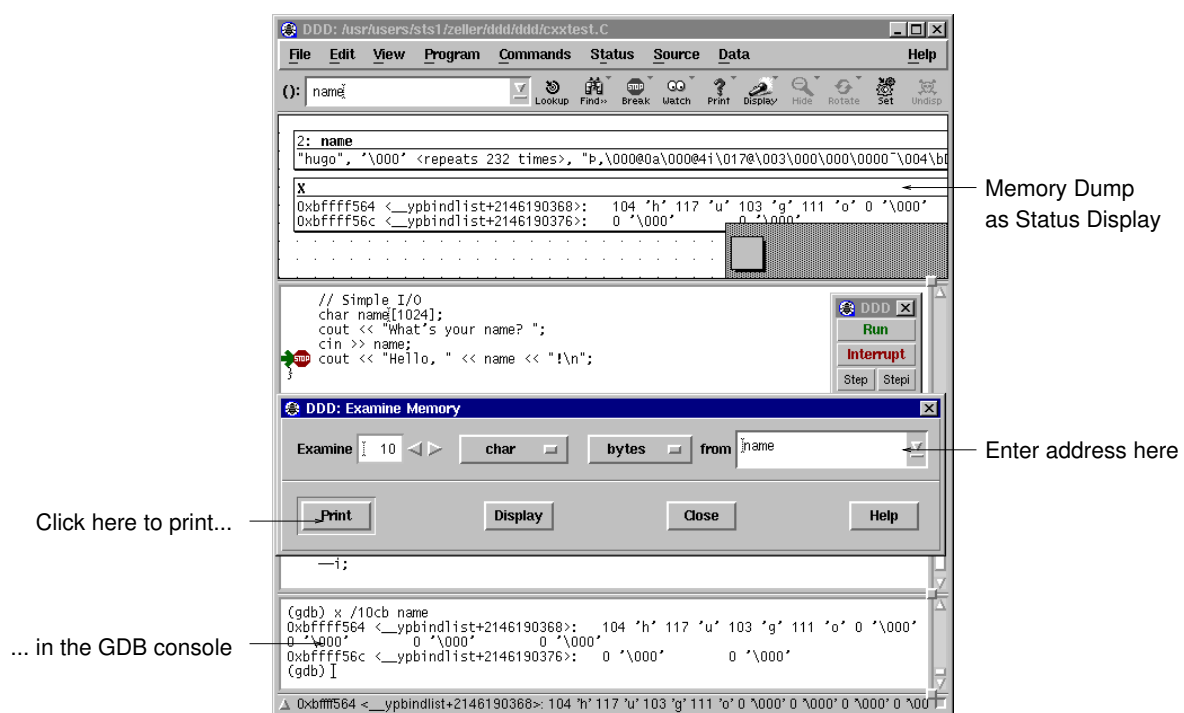 DDD: /usr/users/sts1/zeller/ddd/ddd/cxxtest.C
File Edit View Program Commands Status Source Data Help
(): name Lookup Find» Break Watch Print Display Hide Rotate Set Undisp
2: name
"hugo", '\000' <repeats 232 times>, "Þ,\000@0a\000@4i\017@\003\000\000\0000¯\004\b
X
0xbffff564 <__ypbindlist+2146190368>: 104 'h' 117 'u' 103 'g' 111 'o' 0 '\000'
0xbffff56c <__ypbindlist+2146190376>: 0 '\000' 0 '\000'
Memory Dump
as Status Display
// Simple I/O
char name[1024];
cout << "What's your name? ";
cin >> name;
STOP cout << "Hello, " << name << "!\n";
}
DDD
Run
Interrupt
Step Stepi
DDD: Examine Memory
Examine 10 char bytes from name
Enter address here
Print Display Close Help
Click here to print...
--i;
(gdb) x /10cb name
0xbffff564 <__ypbindlist+2146190368>: 104 'h' 117 'u' 103 'g' 111 'o' 0 '\000'
0 '\000' 0 '\000' 0 '\000'
0xbffff56c <__ypbindlist+2146190376>: 0 '\000' 0 '\000'
(gdb)
... in the GDB console
0xbffff564 <__ypbindlist+2146190368>: 104 'h' 117 'u' 103 'g' 111 'o' 0 '\000' 0 '\000' 0 '\000' 0 '\00